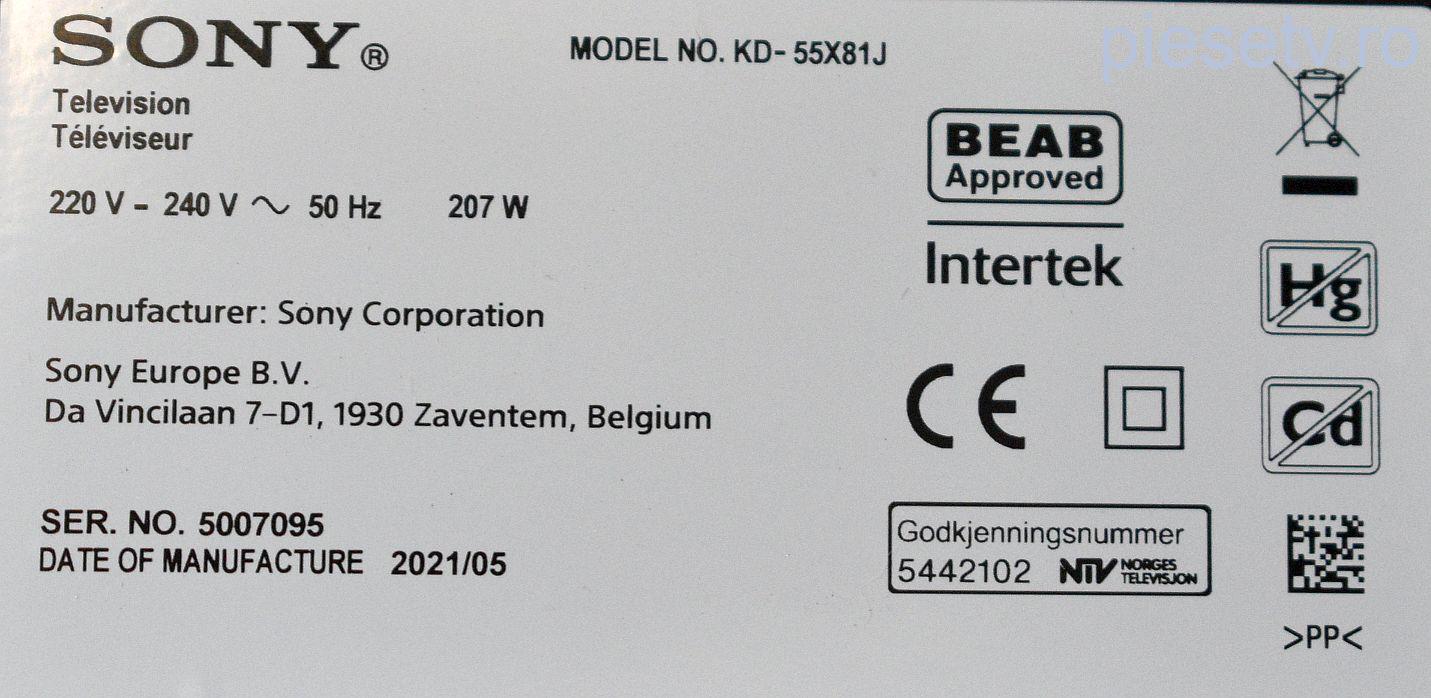 SONY®
MODEL NO. KD- 55X81J
piesetv.ro
Television
Téléviseur
220 V - 240 V ~ 50 Hz 207 W
BEAB
Approved
Intertek
Manufacturer: Sony Corporation
Sony Europe B.V.
Da Vincilaan 7-D1, 1930 Zaventem, Belgium
Hg
CE
Cd
SER. NO. 5007095
DATE OF MANUFACTURE 2021/05
Godkjenningsnummer
5442102 NTV NORGES
TELEVISJON
>PP<